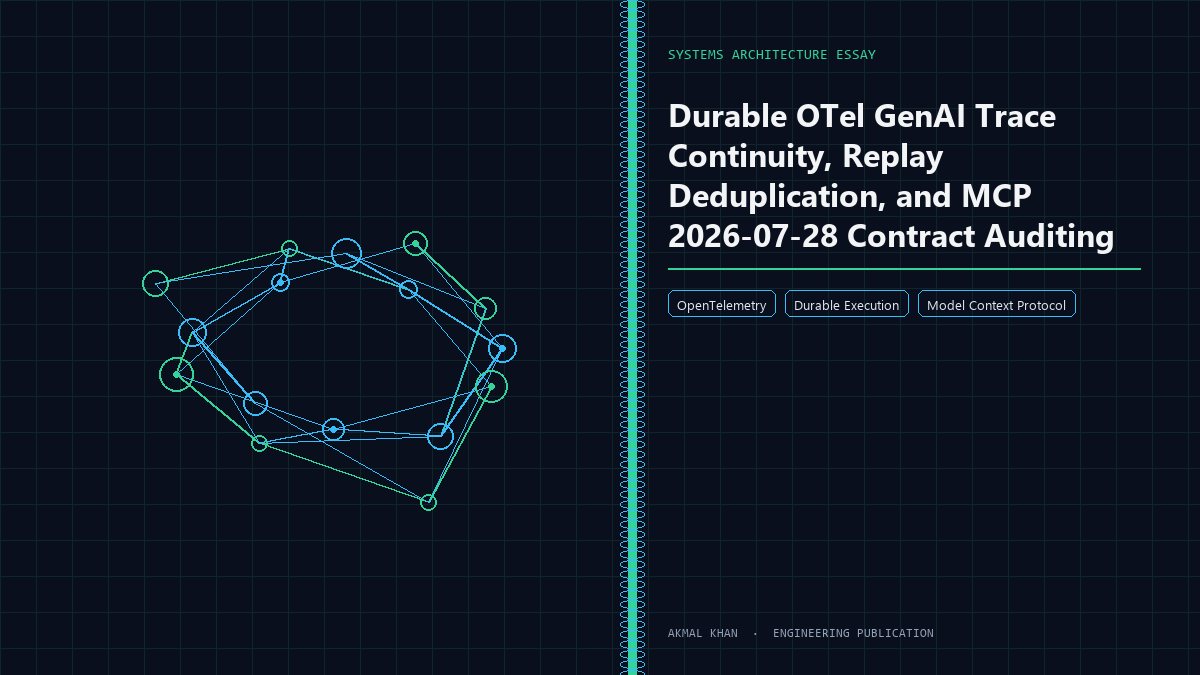 SYSTEMS ARCHITECTURE ESSAY
Durable OTel GenAI Trace
Continuity, Replay
Deduplication, and MCP
2026-07-28 Contract Auditing
OpenTelemetry Durable Execution Model Context Protocol
AKMAL KHAN · ENGINEERING PUBLICATION